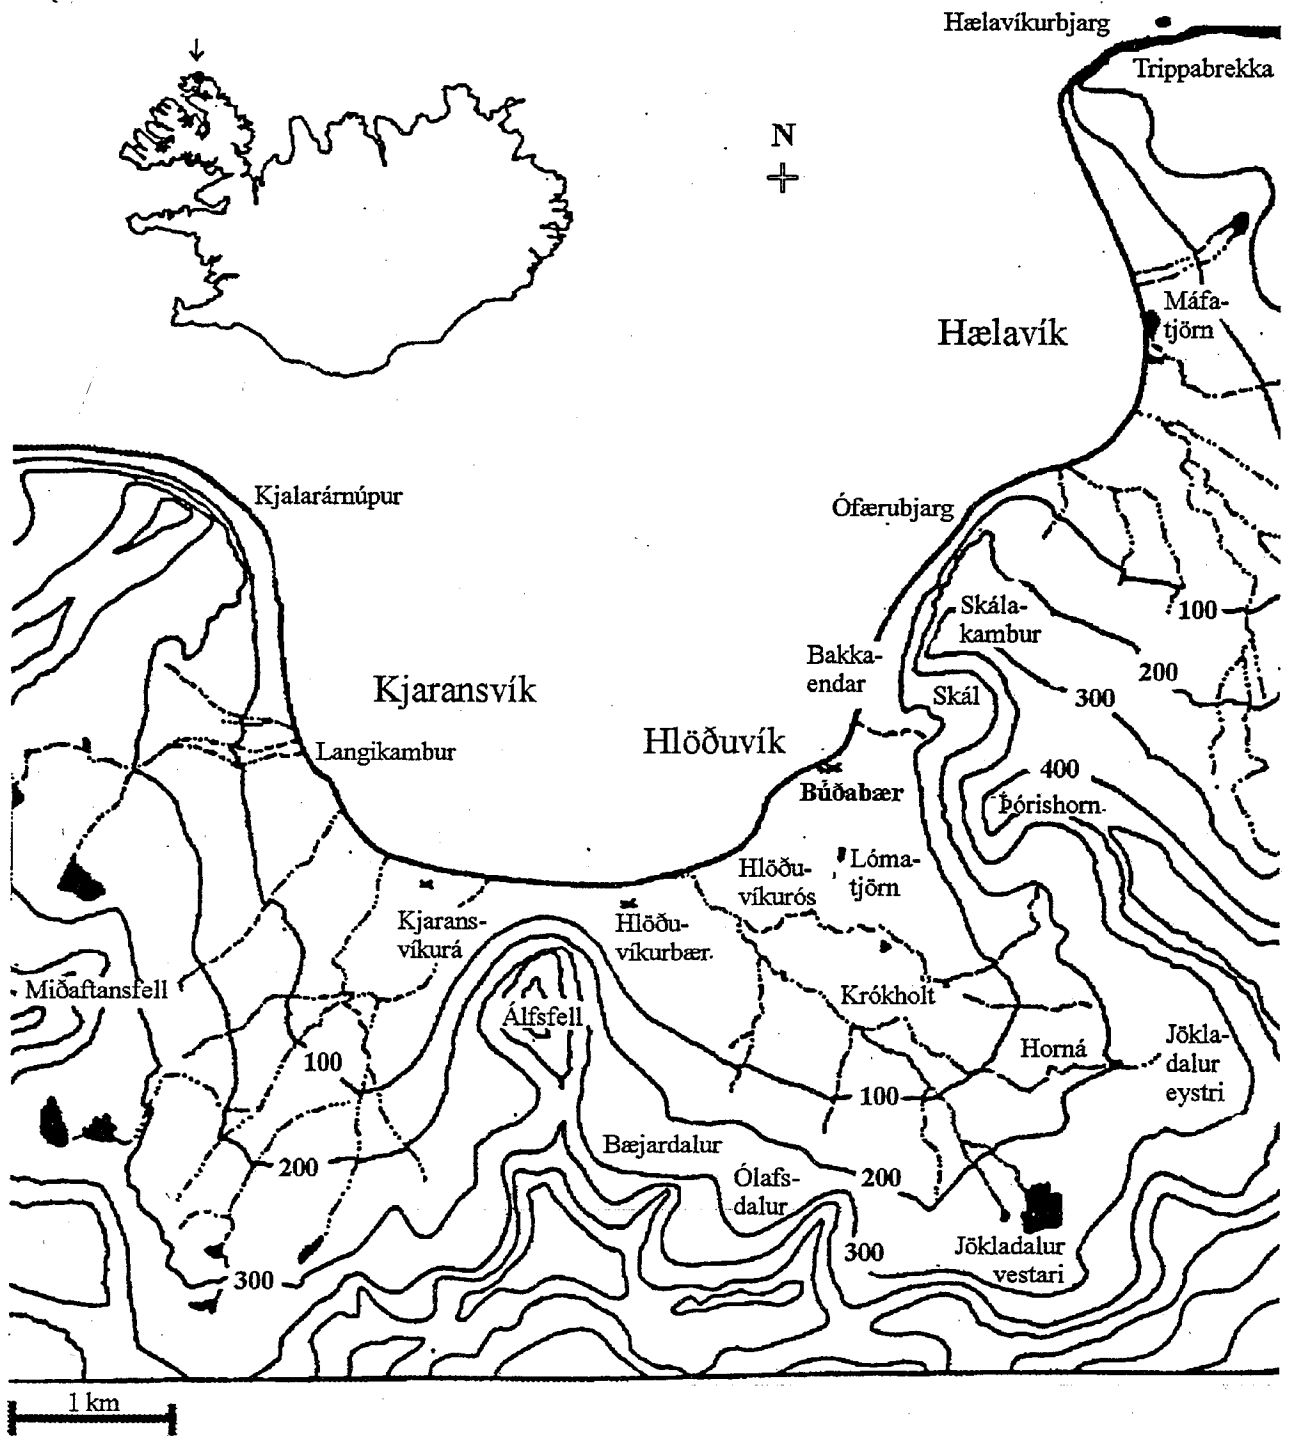 Hælavíkurbjarg
Trippabrekka
N
Máfa-
tjörn
Hælavík
Kjalarárnúpur
Ófærubjarg
Skála-
kambur
100
Bakka-
endar
200
Kjaransvík
Skál
300
Hlöðuvík
Langikambur
400
Búðabær
Þórishorn
Lóma-
tjörn
Hlöðu-
víkurós
Kjarans-
víkurá
Hlöðu-
víkurbær
Miðaftansfell
Krókholt
Álfsfell
Horná
Jökla-
dalur
eystri
100
100
Bæjardalur
200
Ólafs-
dalur
200
300
Jökladalur
vestari
300
1 km